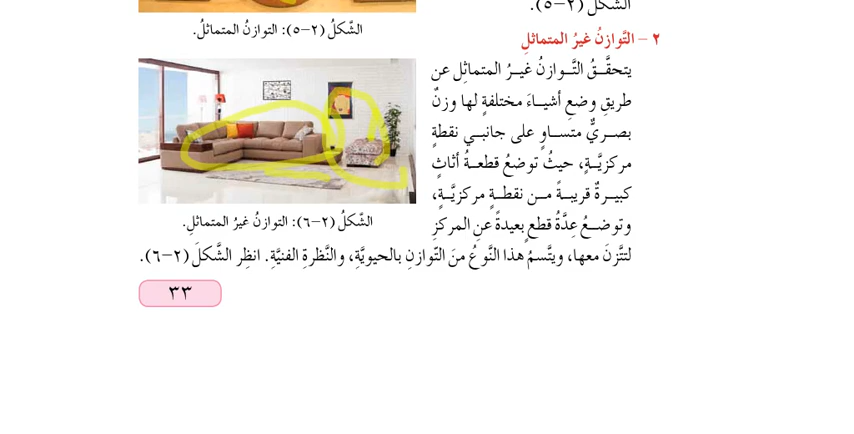 الشّكلُ (٢-٥).
الشّكلُ (٢-٥): التوازنُ المتماثلُ.
٢ - التَّوازنُ غيرُ المتماثلِ
يتحقَّقُ التَّوازنُ غيرُ المتماثِلِ عن
طريقِ وضعِ أشياءَ مختلفةٍ لها وزنٌ
بصريٌّ متساوٍ على جانبي نقطةٍ
مركزيَّةٍ، حيثُ توضعُ قطعةُ أثاثٍ
كبيرةٌ قريبةً من نقطةٍ مركزيَّةٍ،
وتوضعُ عِدَّةُ قطعٍ بعيدةً عنِ المركزِ
لتتَّزنَ معها، ويتَّسمُ هذا النَّوعُ منَ التّوازنِ بالحيويَّةِ، والنَّظرةِ الفنيَّةِ. انظِر الشَّكلَ (٢-٦).
الشّكلُ (٢-٦): التوازنُ غيرُ المتماثلِ.
٣٣